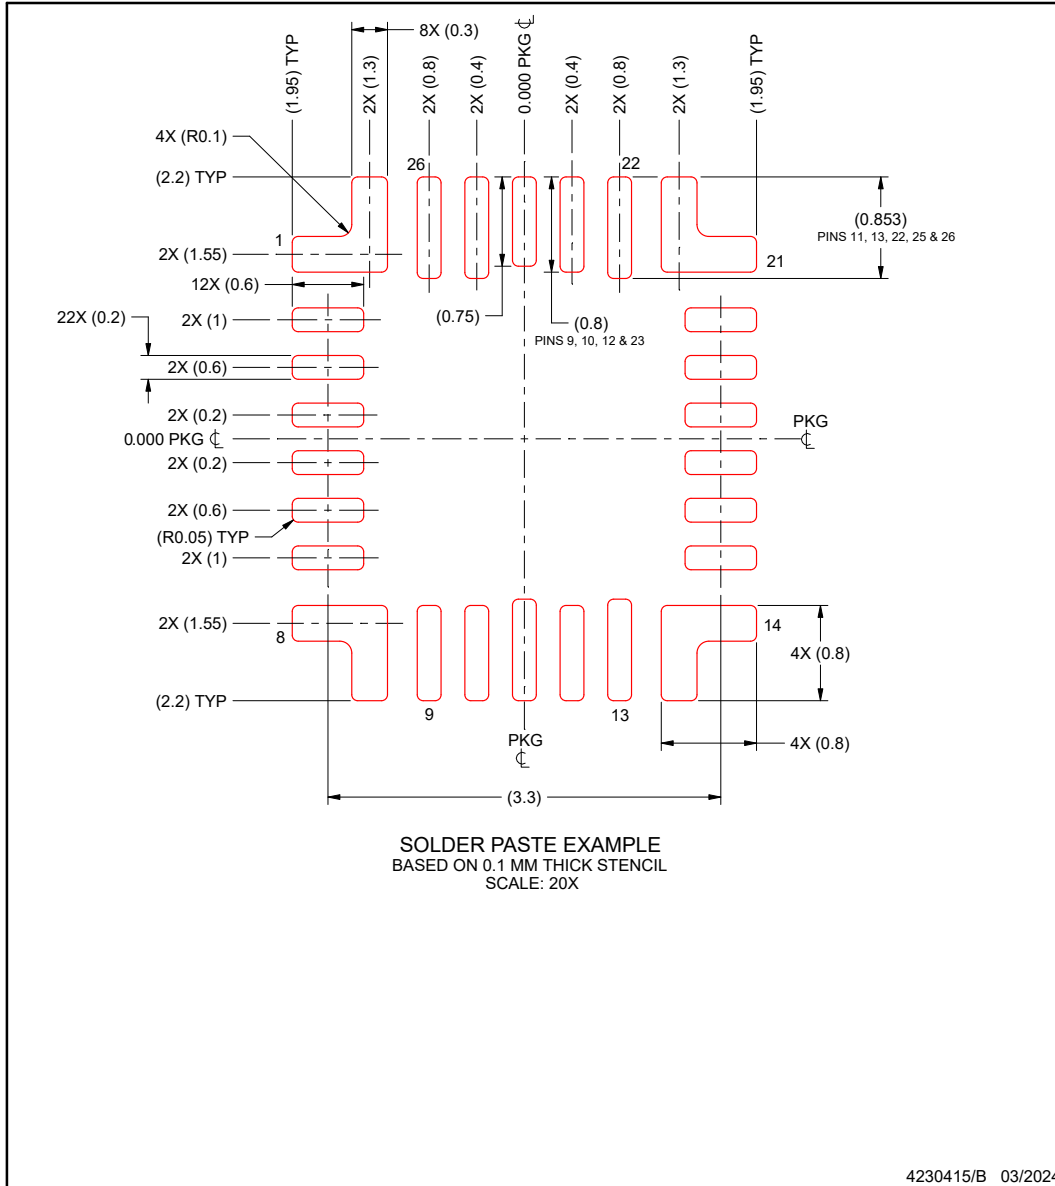 8X (0.3)
(1.95) TYP
2X (1.3)
2X (0.8)
2X (0.4)
0.000 PKG ℄
2X (0.4)
2X (0.8)
2X (1.3)
(1.95) TYP
4X (R0.1)
26
22
(2.2) TYP
(0.853)
PINS 11, 13, 22, 25 & 26
1
2X (1.55)
21
12X (0.6)
22X (0.2)
2X (1)
(0.75)
(0.8)
PINS 9, 10, 12 & 23
2X (0.6)
2X (0.2)
0.000 PKG ℄
PKG
℄
2X (0.2)
2X (0.6)
(R0.05) TYP
2X (1)
2X (1.55)
8
14
4X (0.8)
(2.2) TYP
9
13
PKG
℄
4X (0.8)
(3.3)
SOLDER PASTE EXAMPLE
BASED ON 0.1 MM THICK STENCIL
SCALE: 20X
4230415/B 03/2024